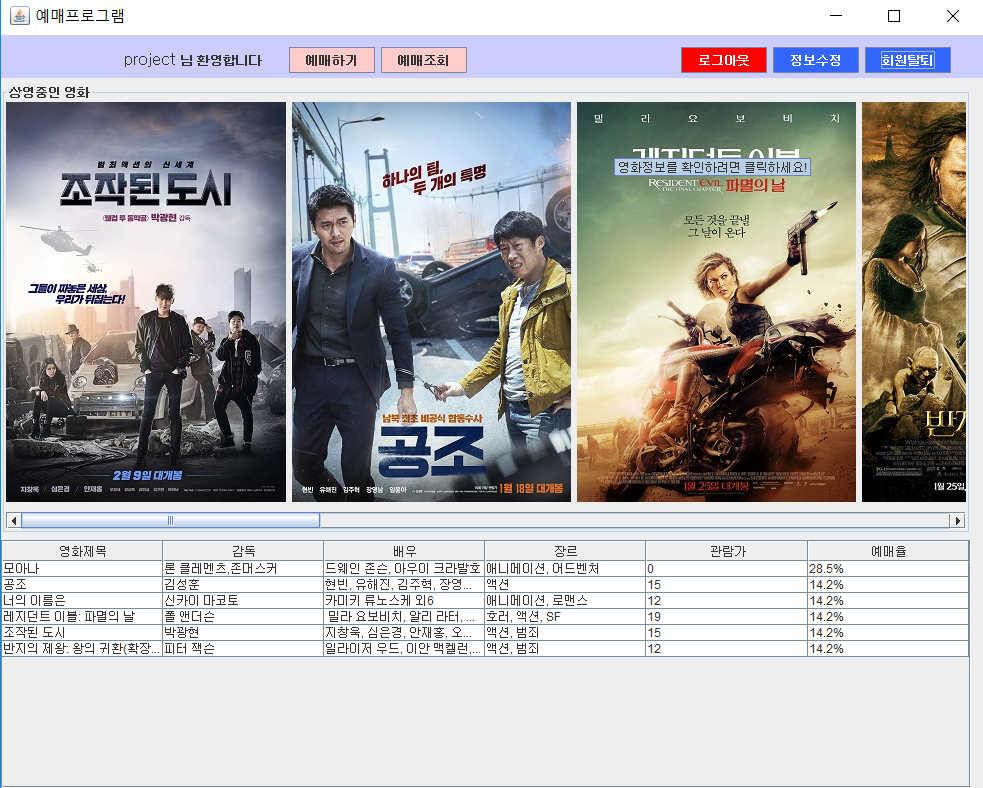 예매프로그램
project 님 환영합니다
예매하기
예매조회
로그아웃
정보수정
회원탈퇴
상영중인 영화
범죄액션의 신세계
조작된 도시
<웰컴 투 동막골> 박광현 감독
그들이 짜놓은 세상,
우리가 뒤집는다!
2월 9일 대개봉
지창욱 / 심은경 / 안재홍
하나의 팀,
두 개의 특명
남북 최초 비공식 합동수사
공조
현빈 유해진 김주혁 장영남 임윤아
1월 18일 대개봉
밀 라 요 보 비 치
영화정보를 확인하려면 클릭하세요!
RESIDENT EVIL 파멸의 날
THE FINAL CHAPTER
모든 것을 끝낼
그 날이 온다
1월 25일 대개봉
반지
1월 25일,
영화제목 감독 배우 장르 관람가 예매율
모아나 론 클레멘츠,존머스커 드웨인 존슨, 아우이 크라발호 애니메이션, 어드벤처 0 28.5%
공조 김성훈 현빈, 유해진, 김주혁, 장영... 액션 15 14.2%
너의 이름은 신카이 마코토 카미키 류노스케 외6 애니메이션, 로맨스 12 14.2%
레지던트 이블: 파멸의 날 폴 앤더슨 밀라 요보비치, 알리 라터, ... 호러, 액션, SF 19 14.2%
조작된 도시 박광현 지창욱, 심은경, 안재홍, 오... 액션, 범죄 15 14.2%
반지의 제왕: 왕의 귀환(확장... 피터 잭슨 일라이저 우드, 이안 맥켈런,... 액션, 범죄 12 14.2%